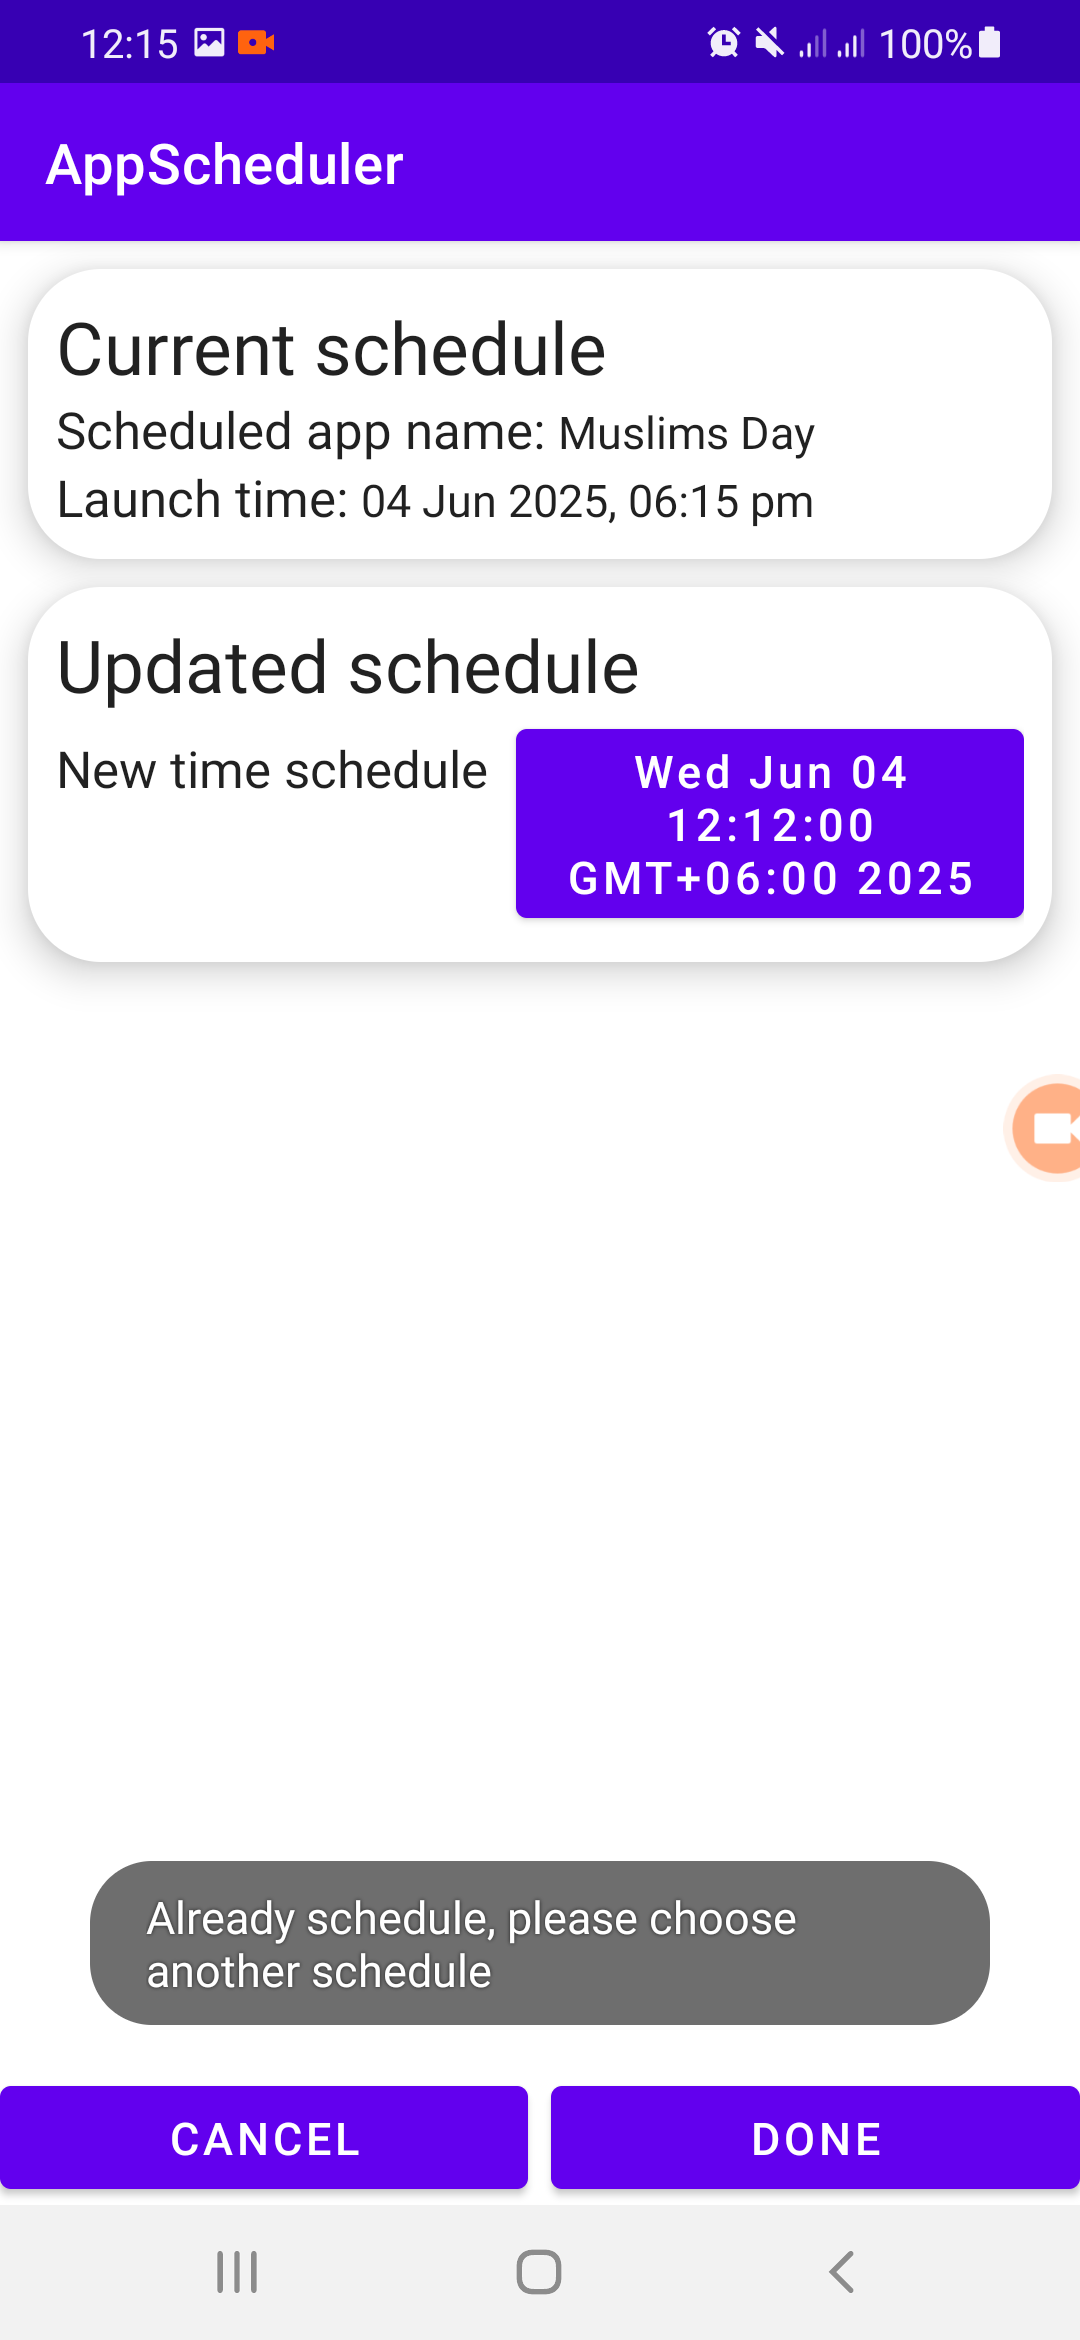 12:15
100%
AppScheduler
Current schedule
Scheduled app name: Muslims Day
Launch time: 04 Jun 2025, 06:15 pm
Updated schedule
New time schedule
Wed Jun 04
12:12:00
GMT+06:00 2025
Already schedule, please choose
another schedule
CANCEL
DONE